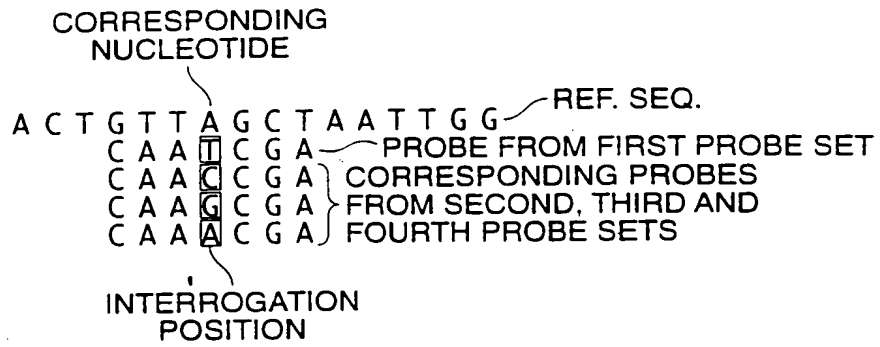 CORRESPONDING
NUCLEOTIDE
A C T G T T A G C T A A T T G G REF. SEQ.
C A A T C G A PROBE FROM FIRST PROBE SET
C A A C C G A CORRESPONDING PROBES
C A A G C G A FROM SECOND, THIRD AND
C A A A C G A FOURTH PROBE SETS
INTERROGATION
POSITION